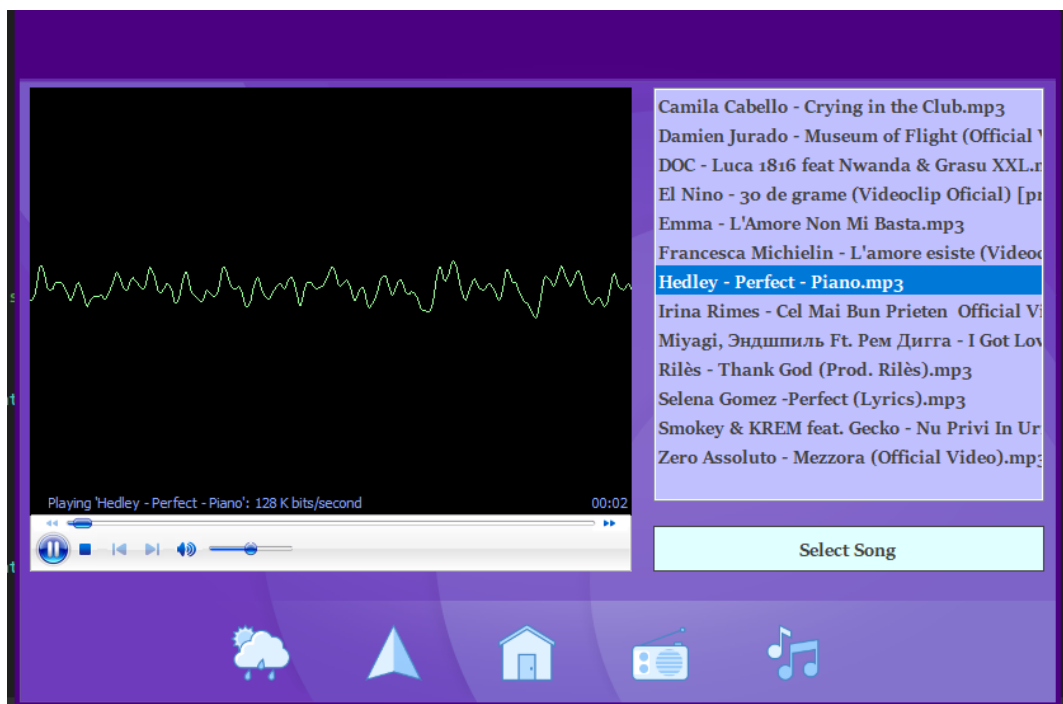 Camila Cabello - Crying in the Club.mp3
Damien Jurado - Museum of Flight (Official
DOC - Luca 1816 feat Nwanda & Grasu XXL.
El Nino - 30 de grame (Videoclip Oficial) [pr
Emma - L'Amore Non Mi Basta.mp3
Francesca Michielin - L'amore esiste (Videoc
Hedley - Perfect - Piano.mp3
Irina Rimes - Cel Mai Bun Prieten  Official Vi
Miyagi, Эндшпиль Ft. Рем Дигга - I Got Lov
Rilès - Thank God (Prod. Rilès).mp3
Selena Gomez -Perfect (Lyrics).mp3
Smokey & KREM feat. Gecko - Nu Privi In Ur
Zero Assoluto - Mezzora (Official Video).mp3
Playing 'Hedley - Perfect - Piano': 128 K bits/second 00:02
Select Song